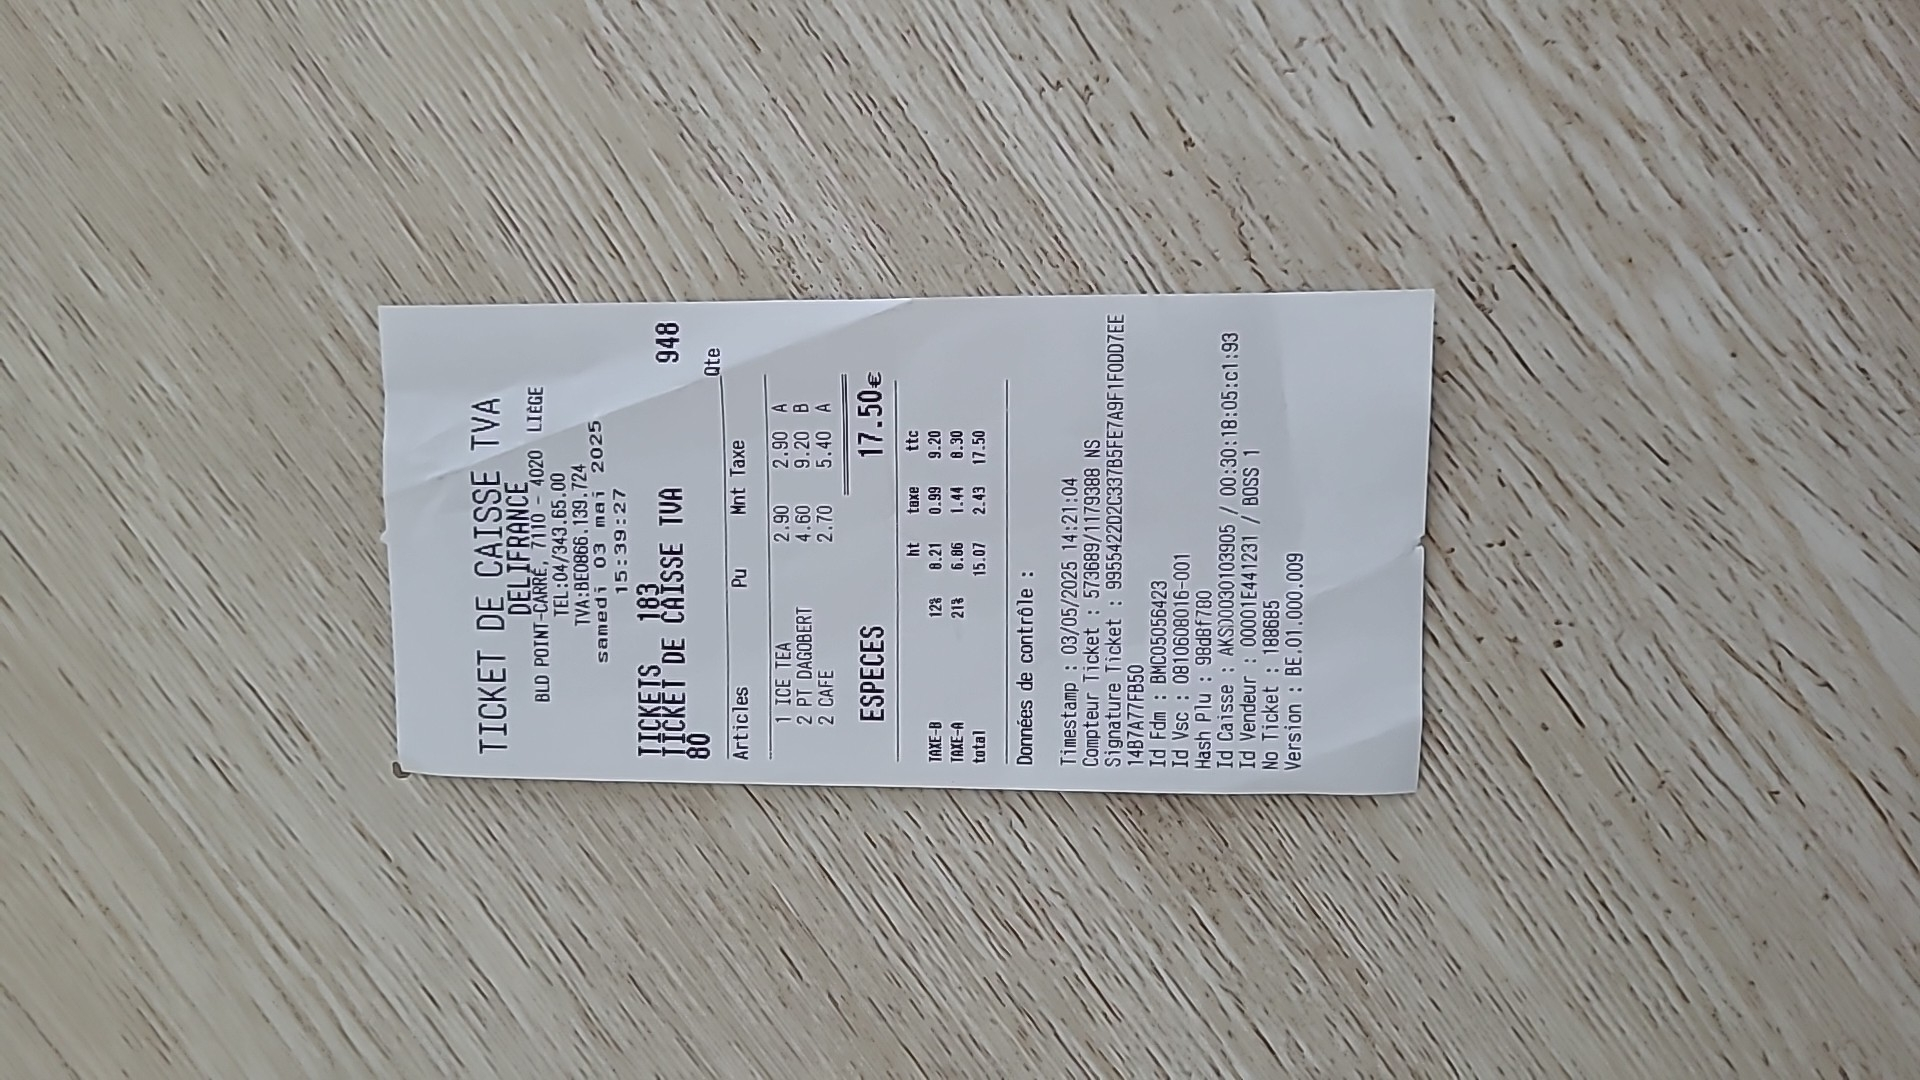 TICKET DE CAISSE TVA
DELIFRANCE
BLD POINT-CARRÉ, 7110 - 4020 LIÈGE
TEL:04/343.65.00
TVA:BE0866.139.724
samedi 03 mai 2025
15:39:27
TICKETS 183 948
TICKET DE CAISSE TVA
80
Qte
Articles Pu Mnt Taxe
1 ICE TEA 2.90 2.90 A
2 PT DAGOBERT 4.60 9.20 B
2 CAFE 2.70 5.40 A
ESPECES 17.50€
ht taxe ttc
TAXE-B 12% 8.21 0.99 9.20
TAXE-A 21% 6.86 1.44 8.30
total 15.07 2.43 17.50
Données de contrôle :
Timestamp : 03/05/2025 14:21:04
Compteur Ticket : 573689/1179388 NS
Signature Ticket : 995542D2C337B5FE7A9F1F0DD7EE
14B7A77FB50
Id Fdm : BMC05056423
Id Vsc : 0810608016-001
Hash Plu : 98d8f780
Id Caisse : AKSD0030103905 / 00:30:18:05:c1:93
Id Vendeur : 00001E441231 // BOSS 1
No Ticket : 188685
Version : BE.01.000.009